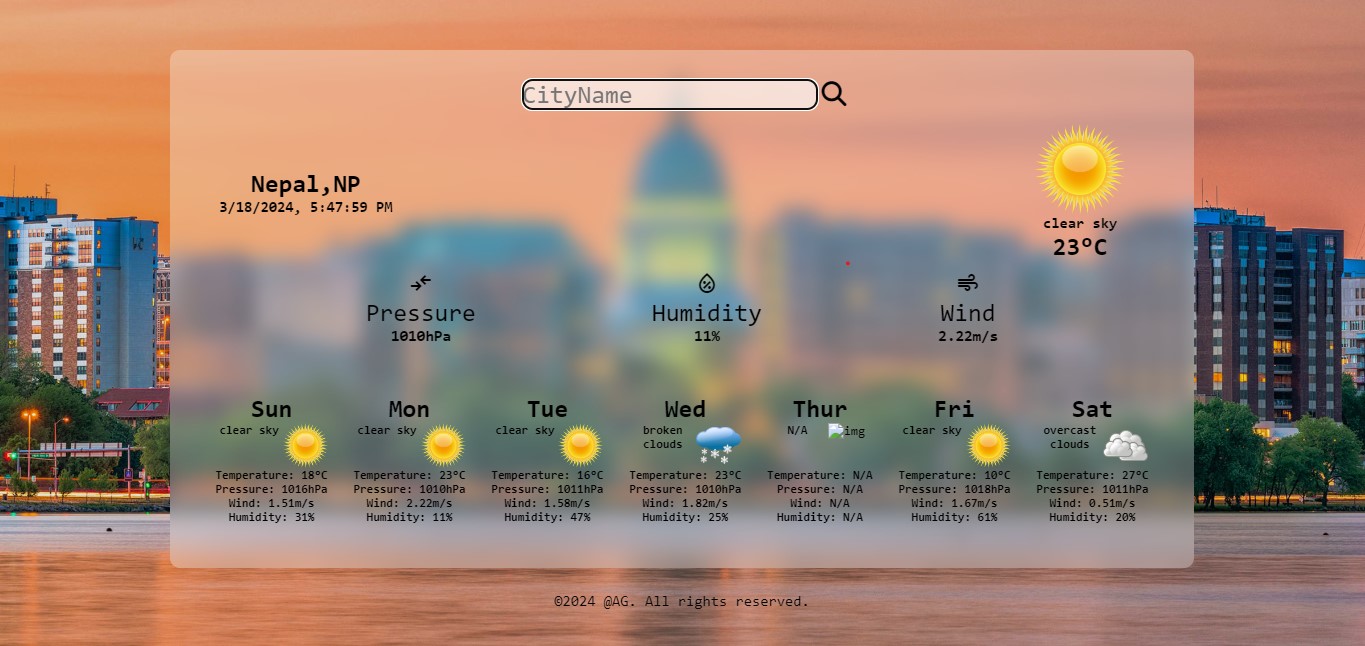 CityName
Nepal,NP
3/18/2024, 5:47:59 PM
clear sky
23°C
Pressure
1010hPa
Humidity
11%
Wind
2.22m/s
Sun
clear sky
Temperature: 18°C
Pressure: 1016hPa
Wind: 1.51m/s
Humidity: 31%
Mon
clear sky
Temperature: 23°C
Pressure: 1010hPa
Wind: 2.22m/s
Humidity: 11%
Tue
clear sky
Temperature: 16°C
Pressure: 1011hPa
Wind: 1.58m/s
Humidity: 47%
Wed
broken
clouds
Temperature: 23°C
Pressure: 1010hPa
Wind: 1.82m/s
Humidity: 25%
Thur
N/A
img
Temperature: N/A
Pressure: N/A
Wind: N/A
Humidity: N/A
Fri
clear sky
Temperature: 10°C
Pressure: 1018hPa
Wind: 1.67m/s
Humidity: 61%
Sat
overcast
clouds
Temperature: 27°C
Pressure: 1011hPa
Wind: 0.51m/s
Humidity: 20%
©2024 @AG. All rights reserved.